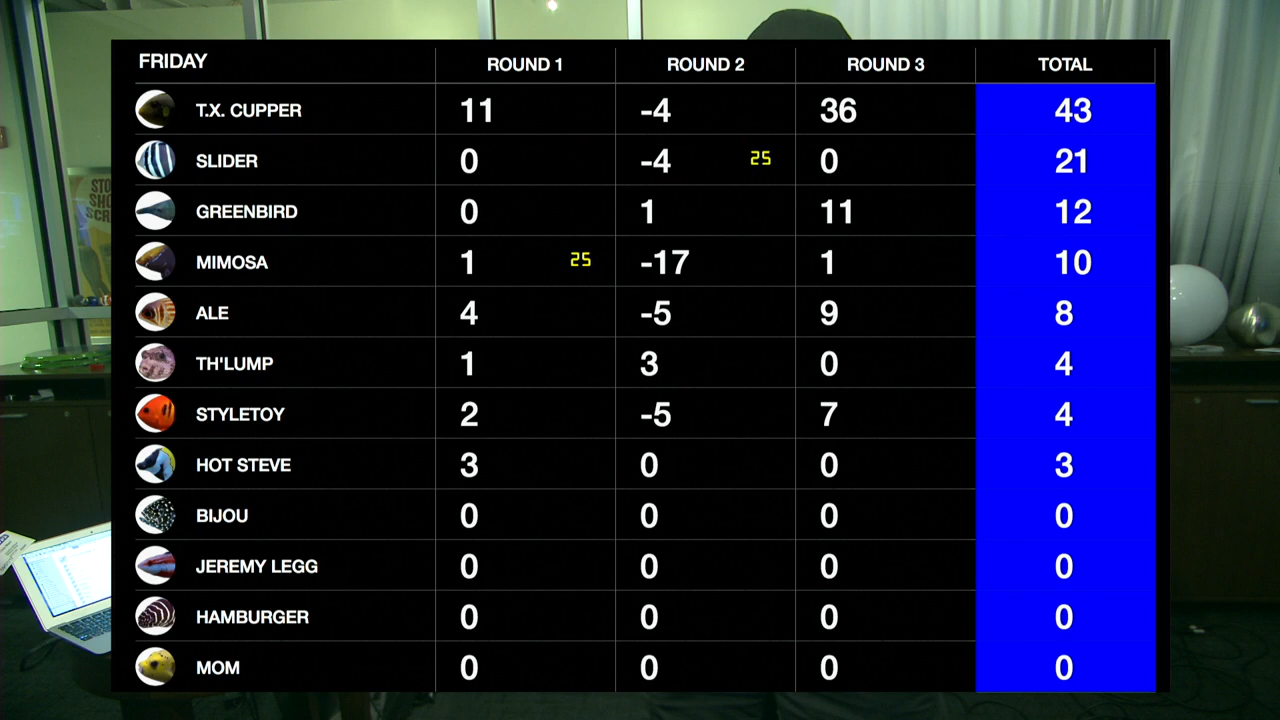 FRIDAY ROUND 1 ROUND 2 ROUND 3 TOTAL
T.X. CUPPER 11 -4 36 43
SLIDER 0 -4 25 0 21
GREENBIRD 0 1 11 12
MIMOSA 1 25 -17 1 10
ALE 4 -5 9 8
TH'LUMP 1 3 0 4
STYLETOY 2 -5 7 4
HOT STEVE 3 0 0 3
BIJOU 0 0 0 0
JEREMY LEGG 0 0 0 0
HAMBURGER 0 0 0 0
MOM 0 0 0 0